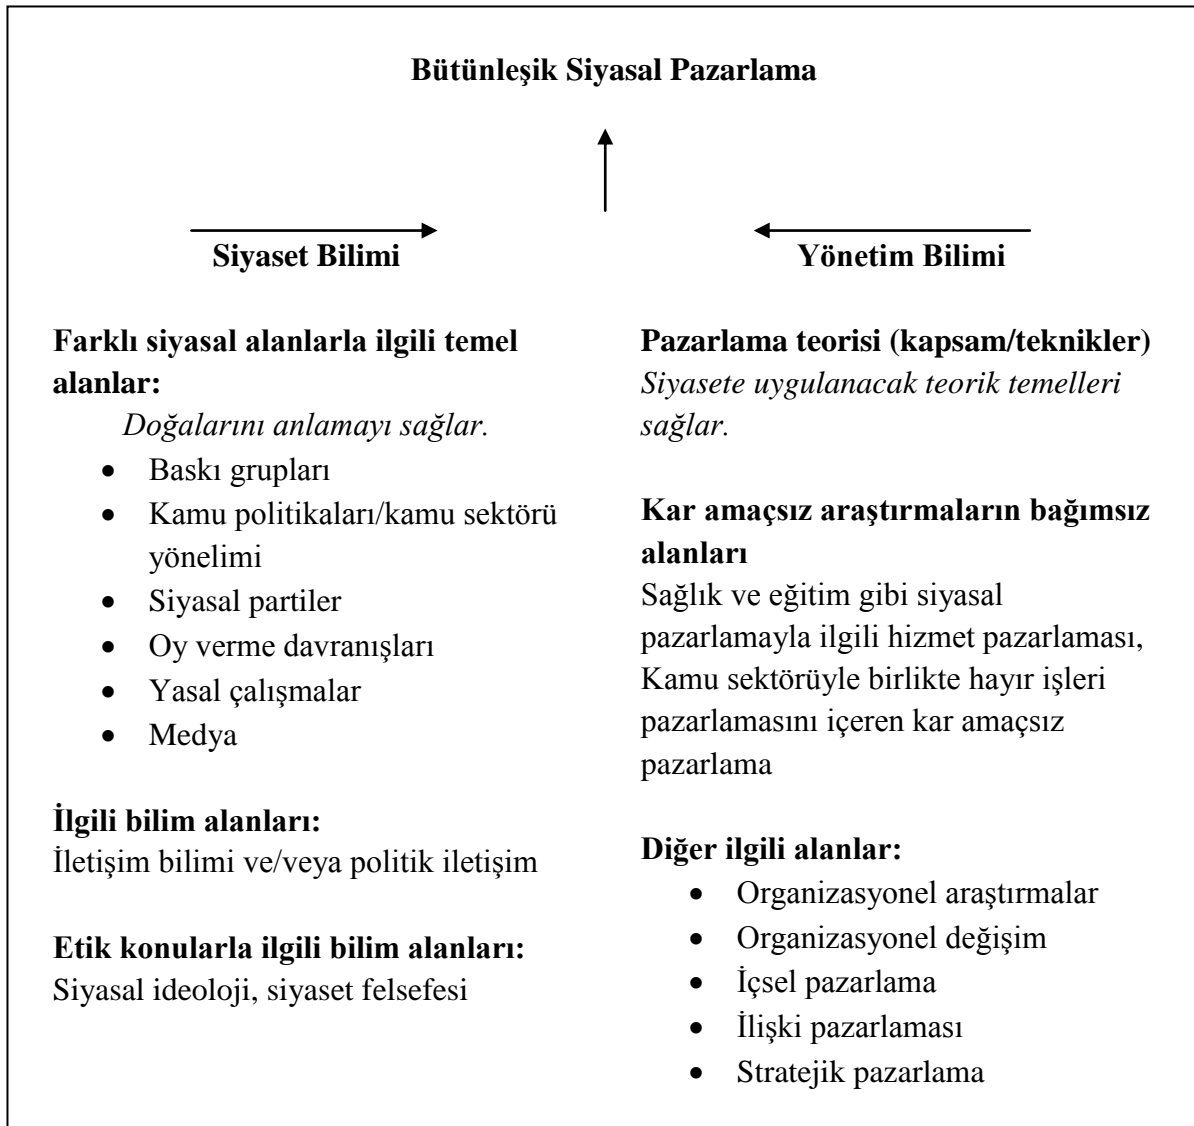 Bütünleşik Siyasal Pazarlama
Siyaset Bilimi
Farklı siyasal alanlarla ilgili temel
alanlar:
Doğalarını anlamayı sağlar.
• Baskı grupları
• Kamu politikaları/kamu sektörü
yönelimi
• Siyasal partiler
• Oy verme davranışları
• Yasal çalışmalar
• Medya
İlgili bilim alanları:
İletişim bilimi ve/veya politik iletişim
Etik konularla ilgili bilim alanları:
Siyasal ideoloji, siyaset felsefesi
Yönetim Bilimi
Pazarlama teorisi (kapsam/teknikler)
Siyasete uygulanacak teorik temelleri
sağlar.
Kar amaçsız araştırmaların bağımsız
alanları
Sağlık ve eğitim gibi siyasal
pazarlamayla ilgili hizmet pazarlaması,
Kamu sektörüyle birlikte hayır işleri
pazarlamasını içeren kar amaçsız
pazarlama
Diğer ilgili alanlar:
• Organizasyonel araştırmalar
• Organizasyonel değişim
• İçsel pazarlama
• İlişki pazarlaması
• Stratejik pazarlama